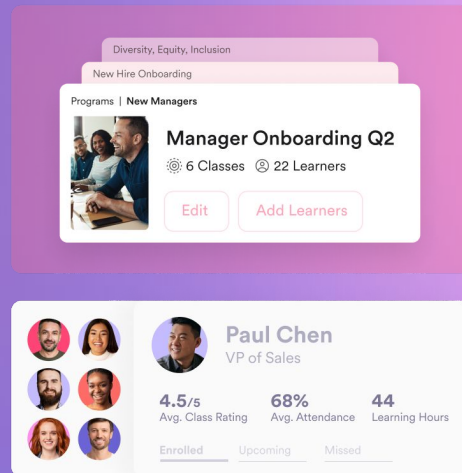 Diversity, Equity, Inclusion
New Hire Onboarding
Programs | New Managers
Manager Onboarding Q2
6 Classes 22 Learners
Edit Add Learners
Paul Chen
VP of Sales
4.5/5 68% 44
Avg. Class Rating Avg. Attendance Learning Hours
Enrolled Upcoming Missed